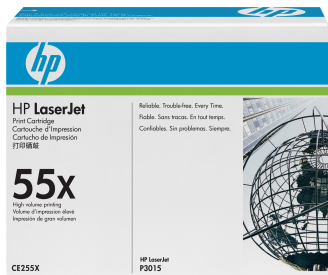 hp
HP LaserJet
Print Cartridge
Cartouche d'Impression
Cartucho de Impresión
打印碳鼓
55X
High volume printing
Volume d'impression élevé
Impresión de gran volumen
CE255X
Reliable. Trouble-free. Every Time.
Fiable. Sans tracas. En tout temps.
Confiables. Sin problemas. Siempre.
HP LaserJet
P3015